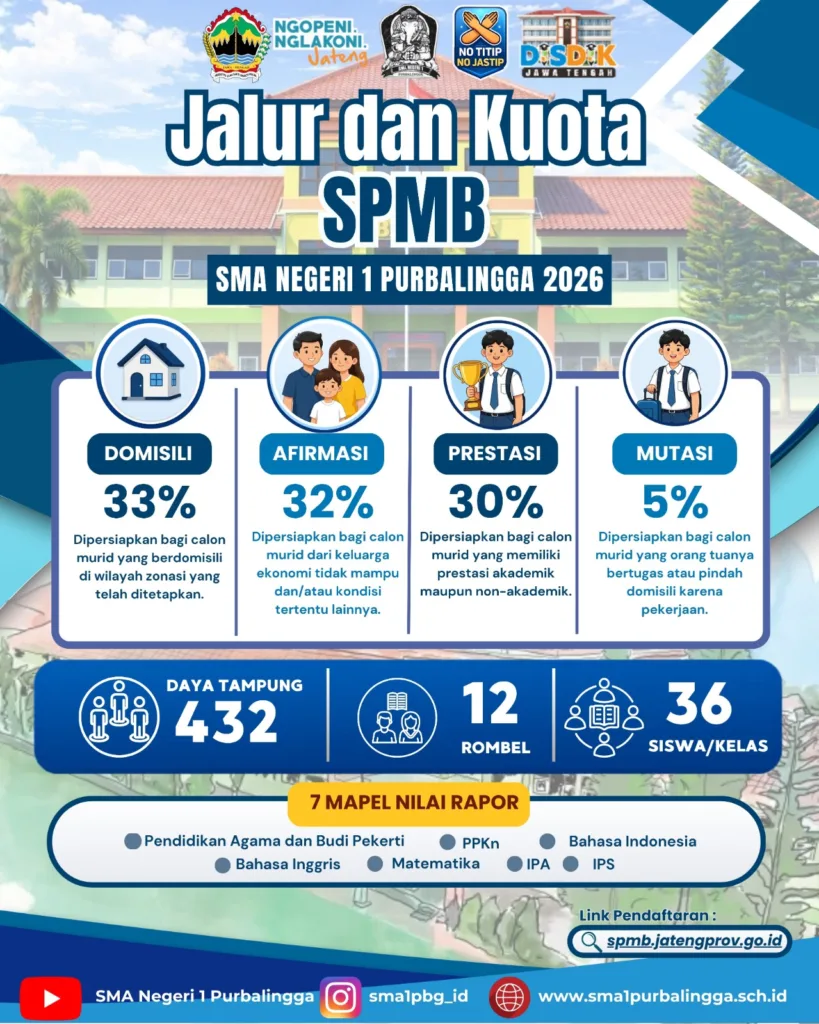 NGOPENI.
NGLAKONI.
Jateng
SMA NEGERI 1
PURBALINGGA
NO TITIP
NO JASTIP
DISDIK
JAWA TENGAH
Jalur dan Kuota
SPMB
SMA NEGERI 1 PURBALINGGA 2026
DOMISILI
33%
Dipersiapkan bagi calon
murid yang berdomisili
di wilayah zonasi yang
telah ditetapkan.
AFIRMASI
32%
Dipersiapkan bagi calon
murid dari keluarga
ekonomi tidak mampu
dan/atau kondisi
tertentu lainnya.
PRESTASI
30%
Dipersiapkan bagi calon
murid yang memiliki
prestasi akademik
maupun non-akademik.
MUTASI
5%
Dipersiapkan bagi calon
murid yang orang tuanya
bertugas atau pindah
domisili karena
pekerjaan.
DAYA TAMPUNG
432
12
ROMBEL
36
SISWA/KELAS
7 MAPEL NILAI RAPOR
Pendidikan Agama dan Budi Pekerti
PPKn
Bahasa Indonesia
Bahasa Inggris
Matematika
IPA
IPS
Link Pendaftaran :
spmb.jatengprov.go.id
SMA Negeri 1 Purbalingga
sma1pbg_id
www.sma1purbalingga.sch.id